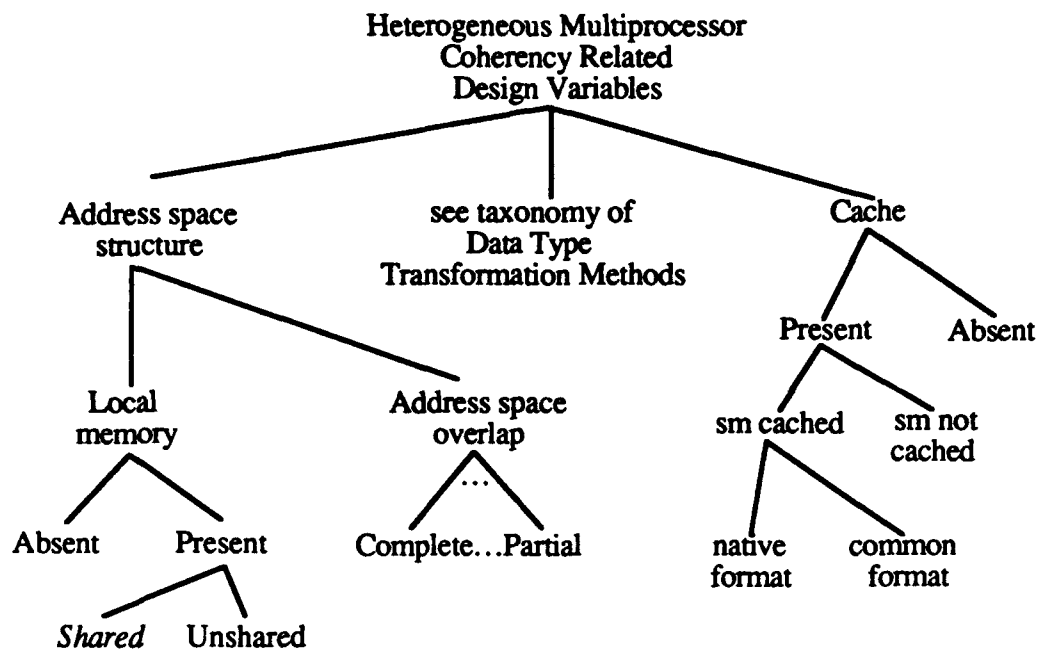 Heterogeneous Multiprocessor
Coherency Related
Design Variables
Address space
structure
see taxonomy of
Data Type
Transformation Methods
Cache
Present
Absent
Local
memory
Address space
overlap
sm cached
sm not
cached
...
Absent
Present
Complete...Partial
native
format
common
format
Shared
Unshared